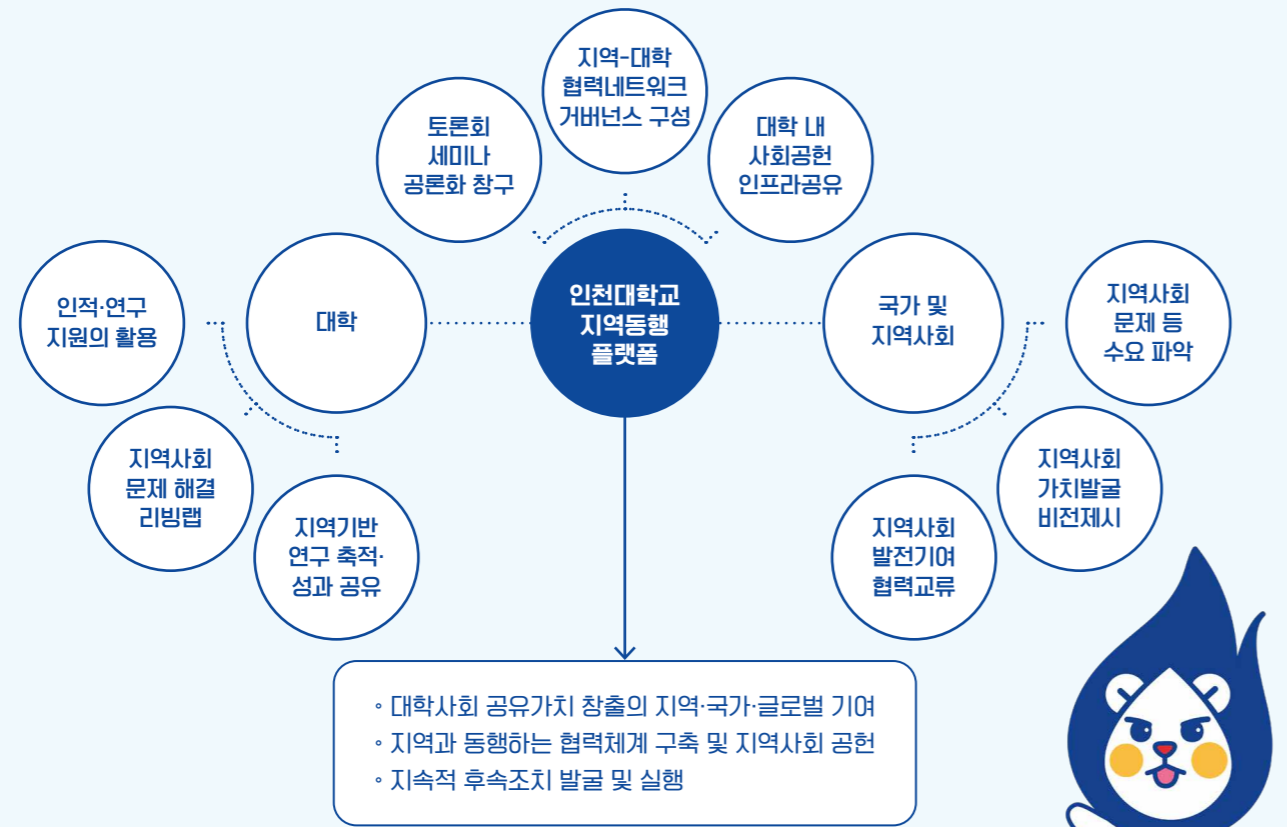 지역-대학
협력네트워크
거버넌스 구성
토론회
세미나
공론화 창구
대학 내
사회공헌
인프라공유
인적·연구
지원의 활용
대학
인천대학교
지역동행
플랫폼
국가 및
지역사회
지역사회
문제 등
수요 파악
지역사회
문제 해결
리빙랩
지역기반
연구 축적·
성과 공유
지역사회
발전기여
협력교류
지역사회
가치발굴
비전제시
◦ 대학사회 공유가치 창출의 지역·국가·글로벌 기여
◦ 지역과 동행하는 협력체계 구축 및 지역사회 공헌
◦ 지속적 후속조치 발굴 및 실행